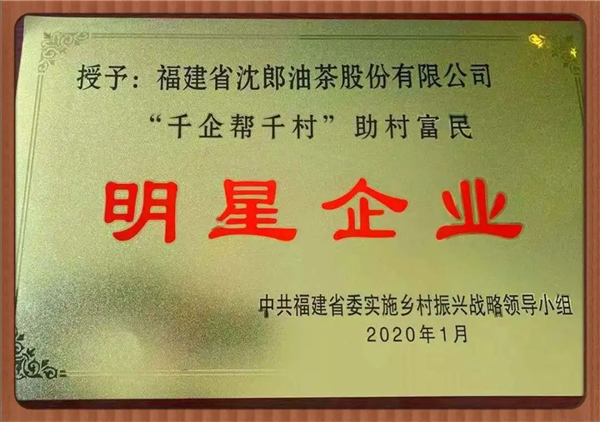 授予：福建省沈郎油茶股份有限公司
“千企帮千村”助村富民
明星企业
中共福建省委实施乡村振兴战略领导小组
2020年1月